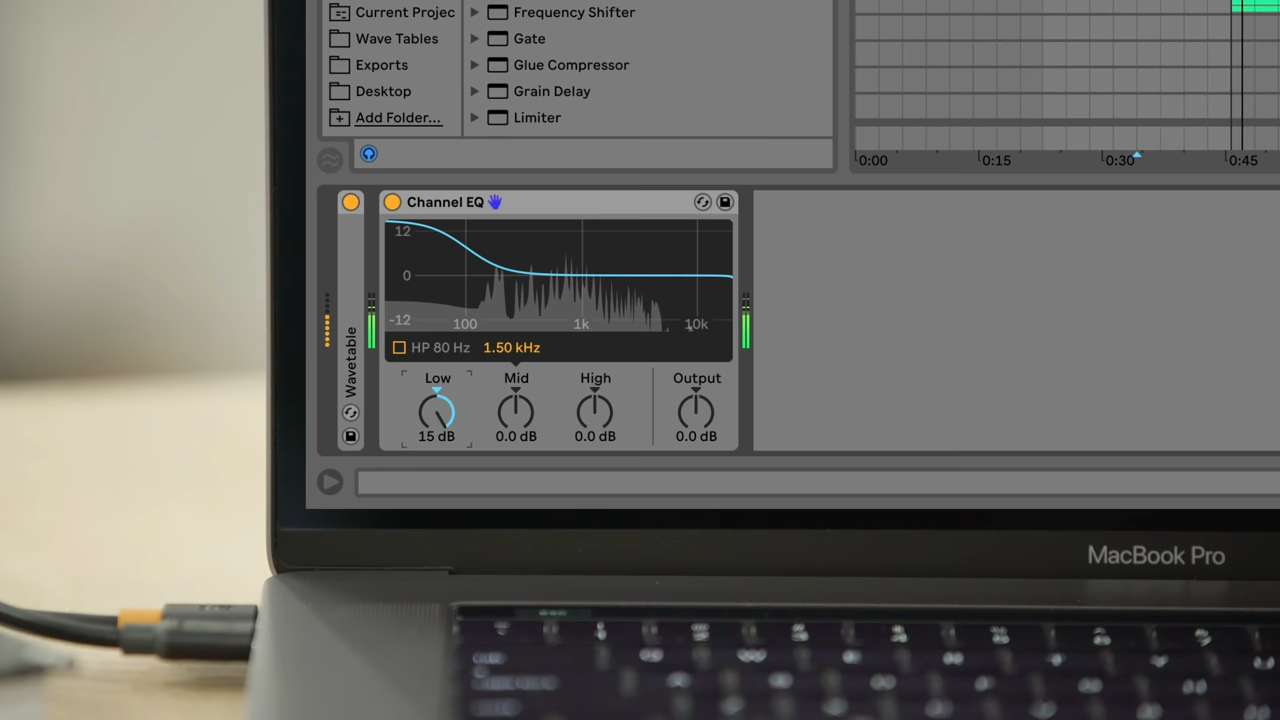 Current Projec
Wave Tables
Exports
Desktop
Add Folder...
Frequency Shifter
Gate
Glue Compressor
Grain Delay
Limiter
0:00 0:15 0:30 0:45
Wavetable
Channel EQ
12
0
-12 100 1k 10k
HP 80 Hz 1.50 kHz
Low Mid High Output
15 dB 0.0 dB 0.0 dB 0.0 dB
MacBook Pro